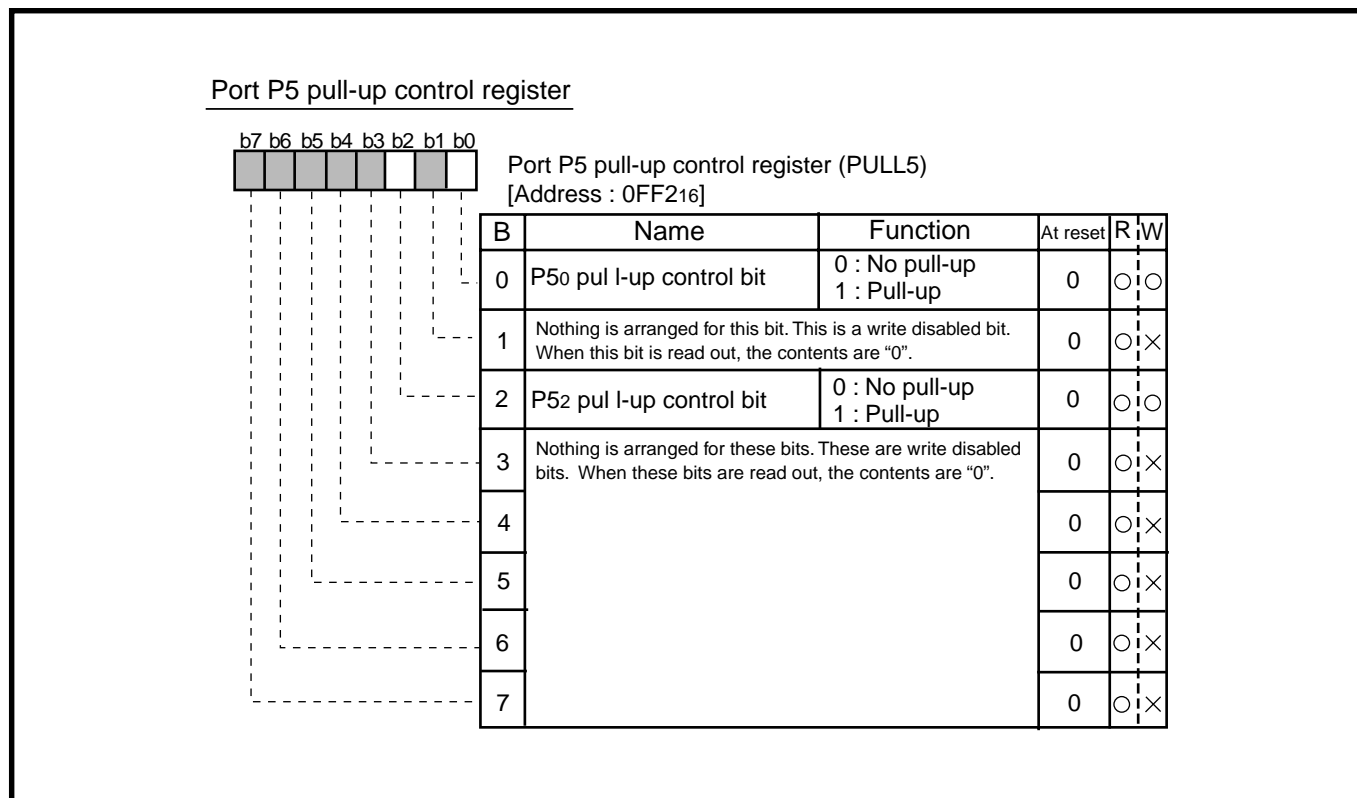 Port P5 pull-up control register
b7 b6 b5 b4 b3 b2 b1 b0
Port P5 pull-up control register (PULL5)
[Address : 0FF216]
B Name Function At reset R W
0 P50 pul l-up control bit 0 : No pull-up 0 ○ ○
1 : Pull-up
1 Nothing is arranged for this bit. This is a write disabled bit. 0 ○ ×
When this bit is read out, the contents are “0”.
2 P52 pul l-up control bit 0 : No pull-up 0 ○ ○
1 : Pull-up
3 Nothing is arranged for these bits. These are write disabled 0 ○ ×
bits. When these bits are read out, the contents are “0”.
4 0 ○ ×
5 0 ○ ×
6 0 ○ ×
7 0 ○ ×